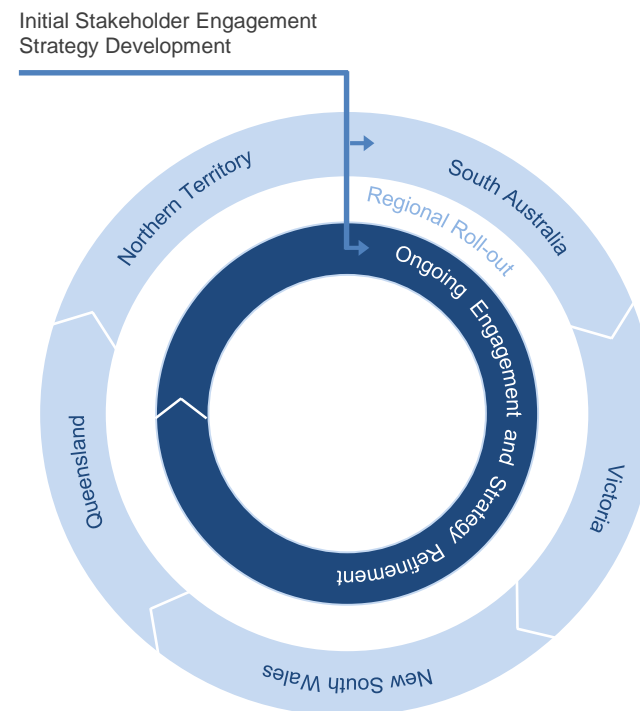 Initial Stakeholder Engagement
Strategy Development
South Australia
Victoria
New South Wales
Queensland
Northern Territory
Regional Roll-out
Ongoing Engagement and Strategy Refinement